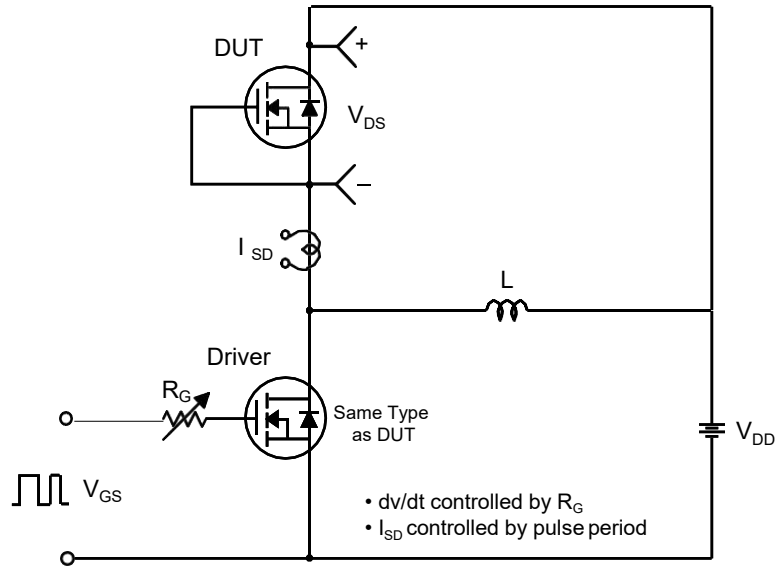 DUT
+
V_DS
–
I_SD
L
Driver
R_G
Same Type
as DUT
V_DD
V_GS
• dv/dt controlled by R_G
• I_SD controlled by pulse period